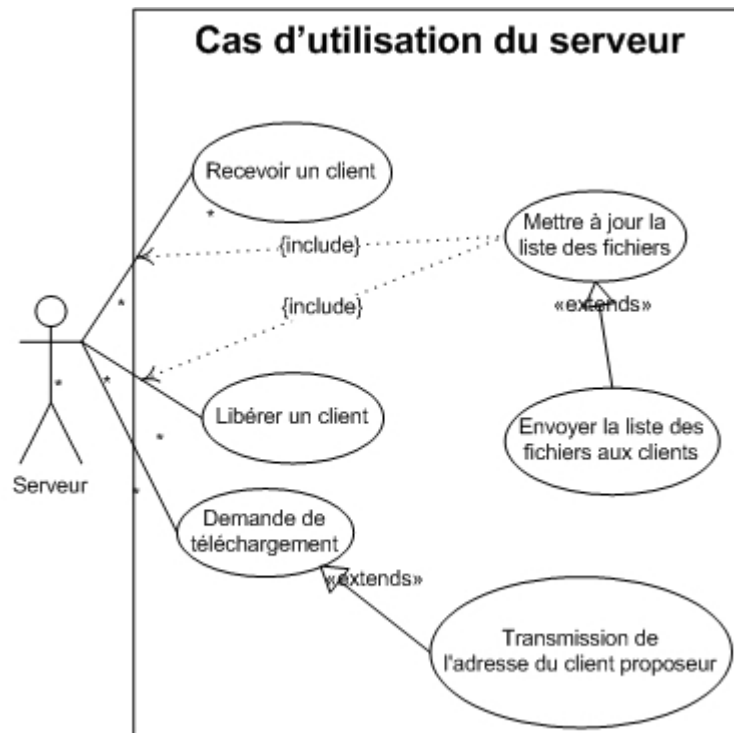 Cas d'utilisation du serveur
Recevoir un client
*
Mettre à jour la
liste des fichiers
{include}
{include}
«extends»
*
*
*
Libérer un client
*
Envoyer la liste des
fichiers aux clients
Serveur
*
Demande de
téléchargement
«extends»
Transmission de
l'adresse du client proposeur